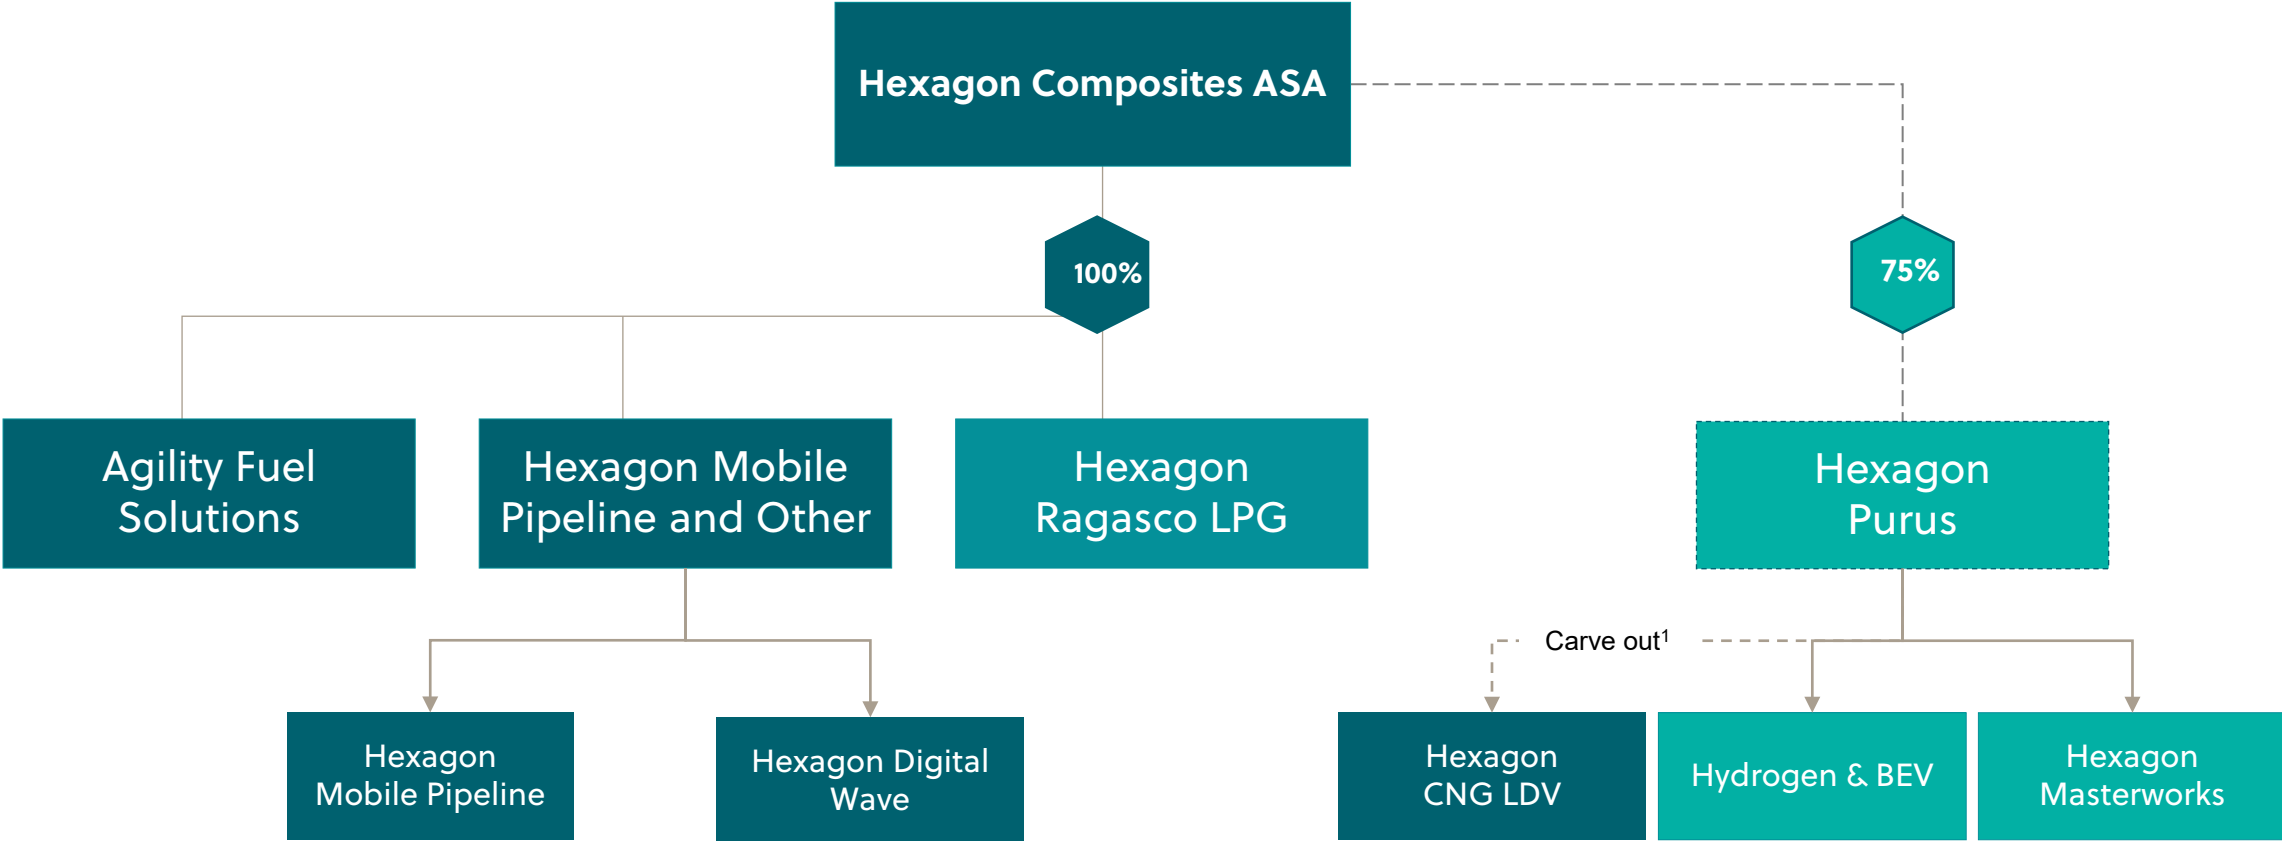 Hexagon Composites ASA
100%
75%
Agility Fuel
Solutions
Hexagon Mobile
Pipeline and Other
Hexagon
Ragasco LPG
Hexagon
Purus
Carve out¹
Hexagon
Mobile Pipeline
Hexagon Digital
Wave
Hexagon
CNG LDV
Hydrogen & BEV
Hexagon
Masterworks